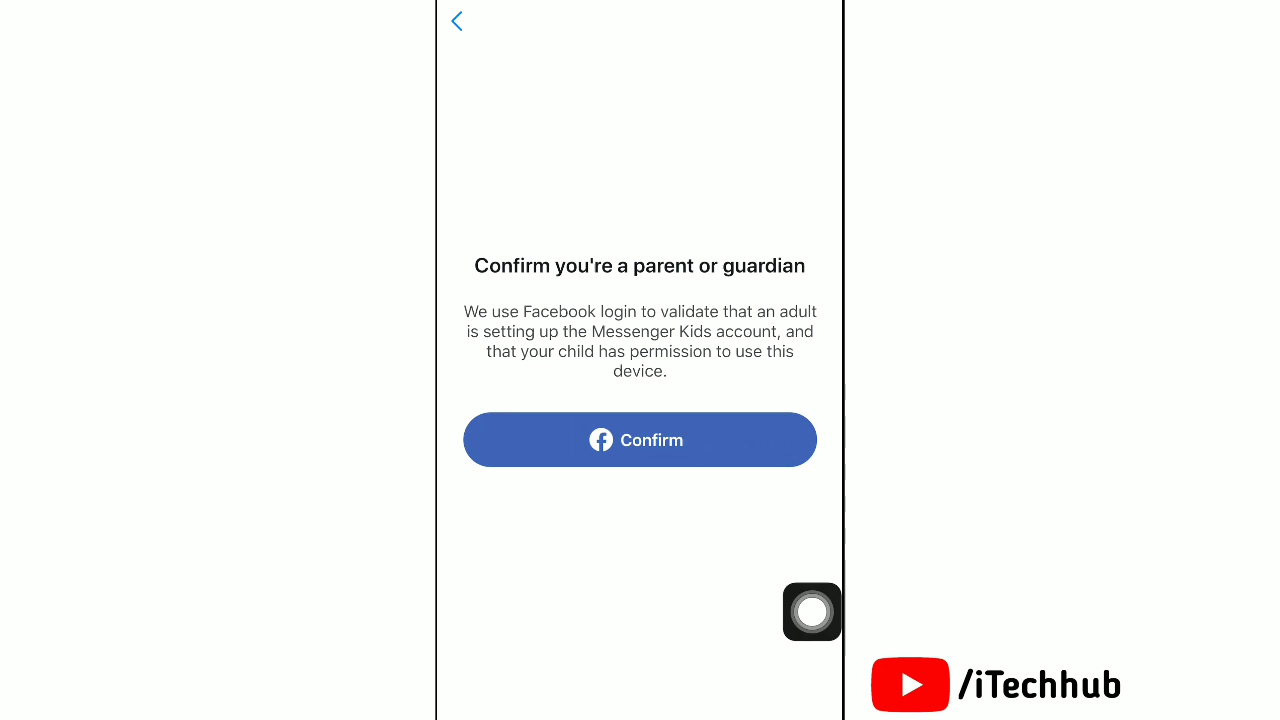 Confirm you're a parent or guardian
We use Facebook login to validate that an adult
is setting up the Messenger Kids account, and
that your child has permission to use this
device.
Confirm
/iTechhub